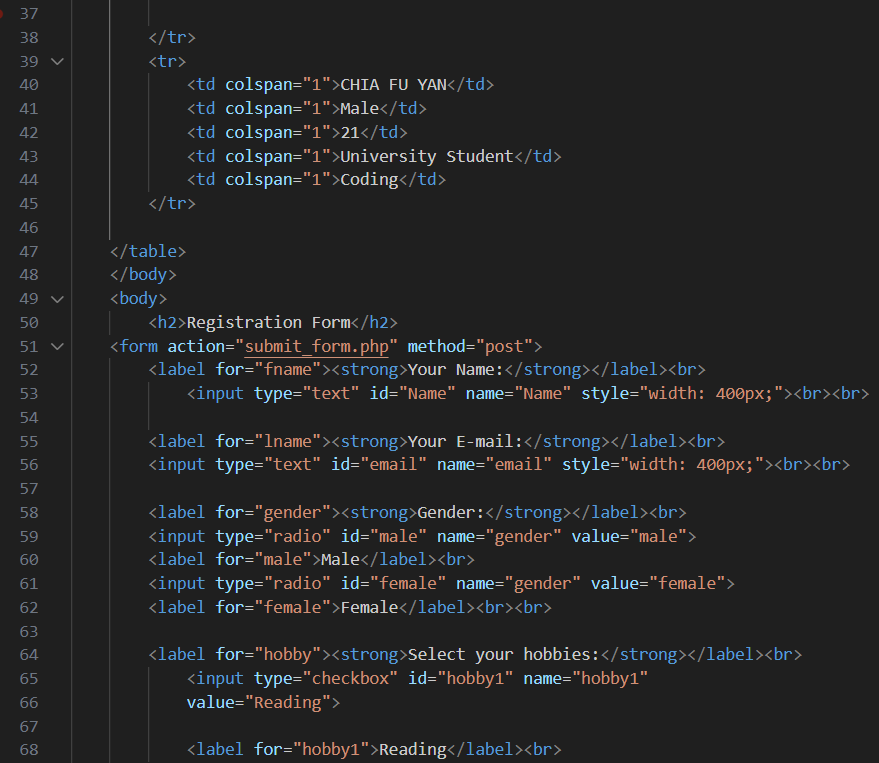 37
38 </tr>
39 <tr>
40 <td colspan="1">CHIA FU YAN</td>
41 <td colspan="1">Male</td>
42 <td colspan="1">21</td>
43 <td colspan="1">University Student</td>
44 <td colspan="1">Coding</td>
45 </tr>
46
47 </table>
48 </body>
49 <body>
50 <h2>Registration Form</h2>
51 <form action="submit_form.php" method="post">
52 <label for="fname"><strong>Your Name:</strong></label><br>
53 <input type="text" id="Name" name="Name" style="width: 400px;"><br><br>
54
55 <label for="lname"><strong>Your E-mail:</strong></label><br>
56 <input type="text" id="email" name="email" style="width: 400px;"><br><br>
57
58 <label for="gender"><strong>Gender:</strong></label><br>
59 <input type="radio" id="male" name="gender" value="male">
60 <label for="male">Male</label><br>
61 <input type="radio" id="female" name="gender" value="female">
62 <label for="female">Female</label><br><br>
63
64 <label for="hobby"><strong>Select your hobbies:</strong></label><br>
65 <input type="checkbox" id="hobby1" name="hobby1"
66 value="Reading">
67
68 <label for="hobby1">Reading</label><br>